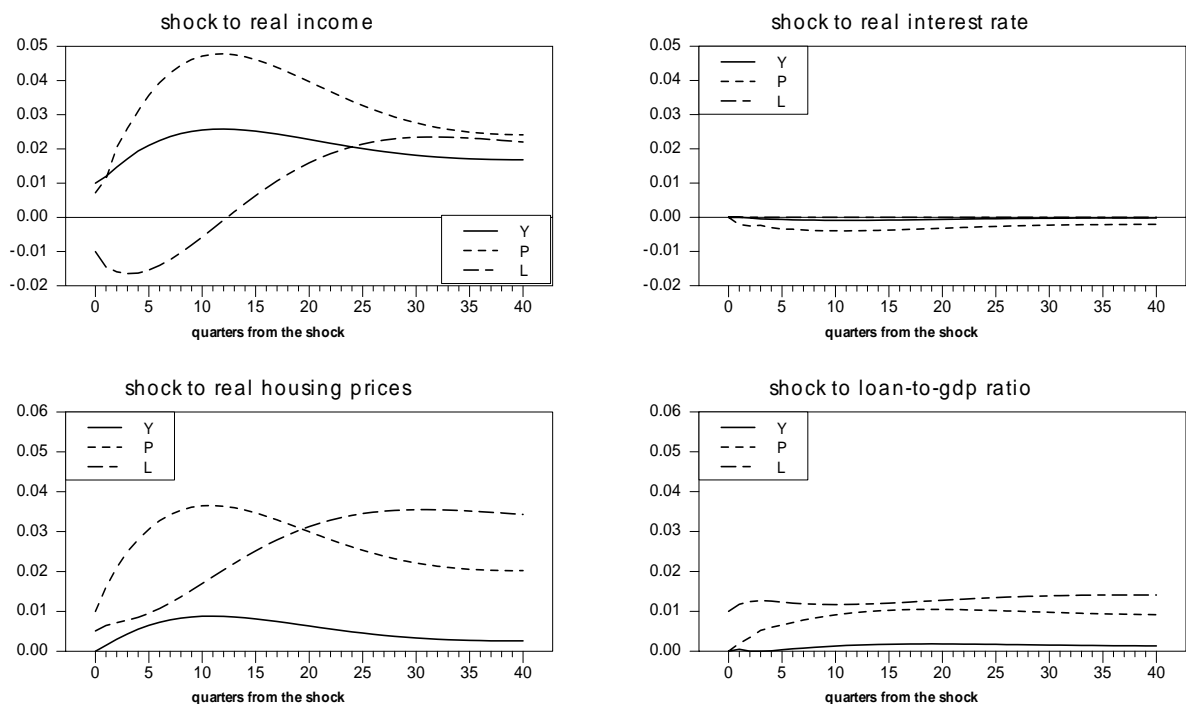 shock to real income
0.05
0.04
0.03
0.02
0.01
0.00
-0.01
-0.02
Y
P
L
0 5 10 15 20 25 30 35 40
quarters from the shock
shock to real interest rate
0.05
0.04
0.03
0.02
0.01
0.00
-0.01
-0.02
Y
P
L
0 5 10 15 20 25 30 35 40
quarters from the shock
shock to real housing prices
0.06
0.05
0.04
0.03
0.02
0.01
0.00
Y
P
L
0 5 10 15 20 25 30 35 40
quarters from the shock
shock to loan-to-gdp ratio
0.06
0.05
0.04
0.03
0.02
0.01
0.00
Y
P
L
0 5 10 15 20 25 30 35 40
quarters from the shock